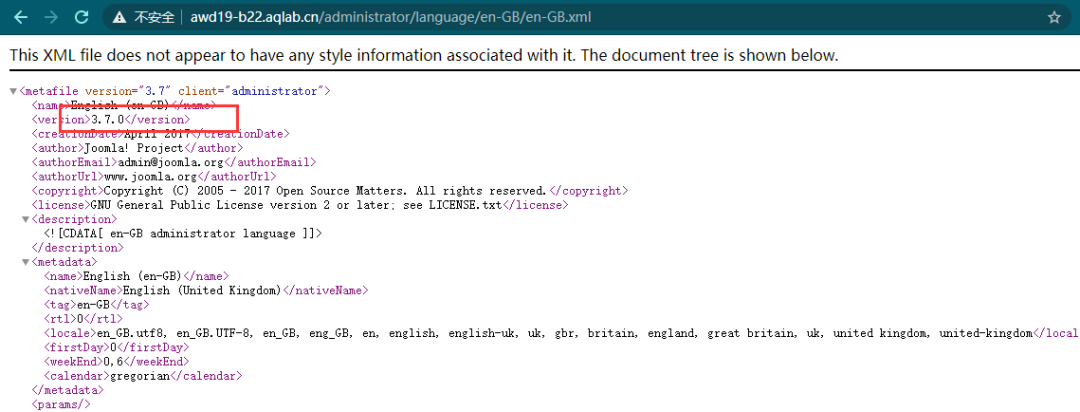 不安全 | awd19-b22.aqlab.cn/administrator/language/en-GB/en-GB.xml
This XML file does not appear to have any style information associated with it. The document tree is shown below.
▼<metafile version="3.7" client="administrator">
<name>English (en-GB)</name>
<version>3.7.0</version>
<creationDate>April 2017</creationDate>
<author>Joomla! Project</author>
<authorEmail>admin@joomla.org</authorEmail>
<authorUrl>www.joomla.org</authorUrl>
<copyright>Copyright (C) 2005 - 2017 Open Source Matters. All rights reserved.</copyright>
<license>GNU General Public License version 2 or later; see LICENSE.txt</license>
▼<description>
<![CDATA[ en-GB administrator language ]]>
</description>
▼<metadata>
<name>English (en-GB)</name>
<nativeName>English (United Kingdom)</nativeName>
<tag>en-GB</tag>
<rtl>0</rtl>
<locale>en_GB.utf8, en_GB.UTF-8, en_GB, eng_GB, en, english, english-uk, uk, gbr, britain, england, great britain, uk, united kingdom, united-kingdom</local
<firstDay>0</firstDay>
<weekEnd>0,6</weekEnd>
<calendar>gregorian</calendar>
</metadata>
<params/>